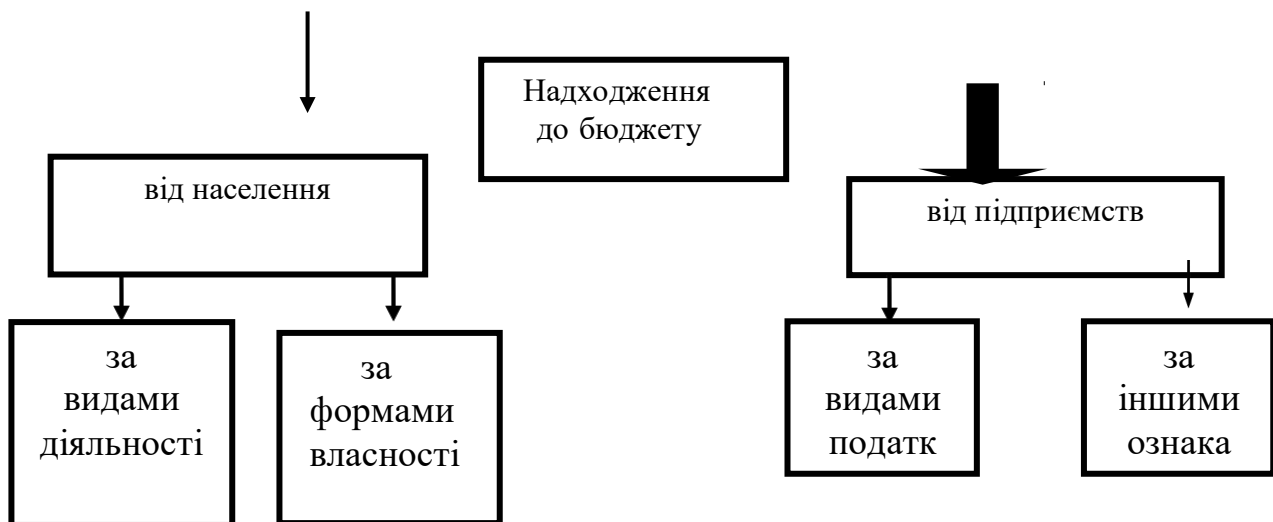 Надходження
до бюджету
від населення
від підприємств
за
видами
діяльності
за
формами
власності
за
видами
податк
за
іншими
ознака